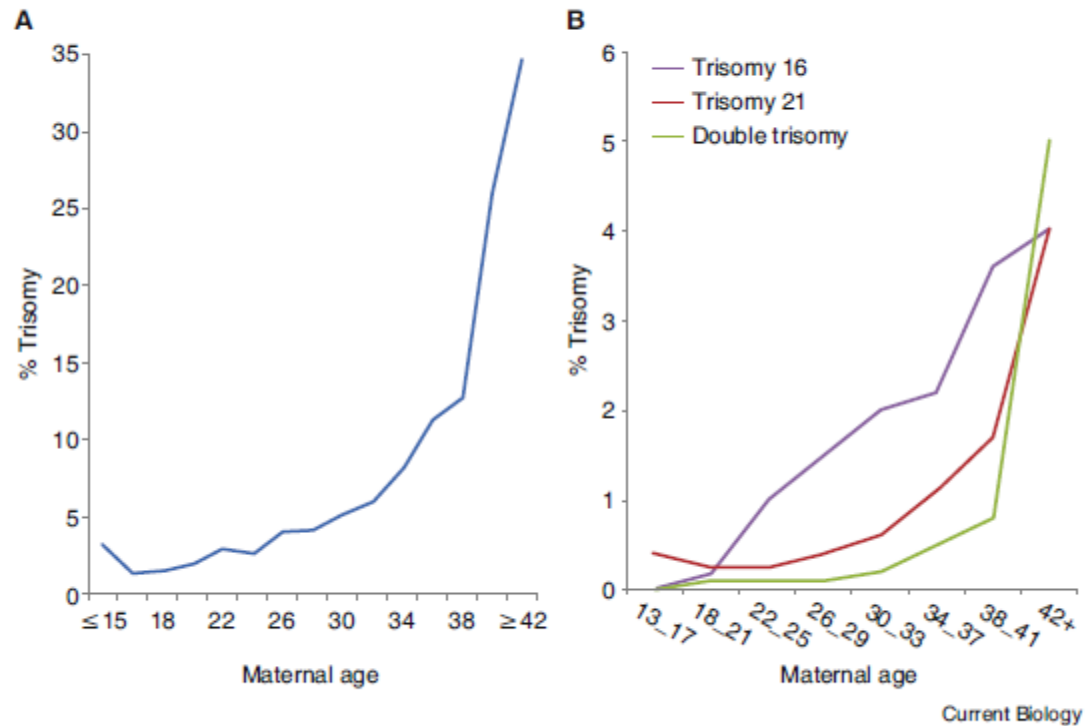 A
35
30
25
20
15
10
5
0
% Trisomy
≤15 18 22 26 30 34 38 ≥42
Maternal age
B
Trisomy 16
Trisomy 21
Double trisomy
6
5
4
3
2
1
0
% Trisomy
13_17 18_21 22_25 26_29 30_33 34_37 38_41 42+
Maternal age
Current Biology